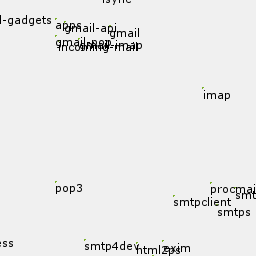 isync
l-gadgets
apps
gmail-api
gmail
gmail-pop
gmail-imap
incoming-mail
imap
pop3
procmai
smt
smtpclient
smtps
ess
smtp4dev
html2ps
exim